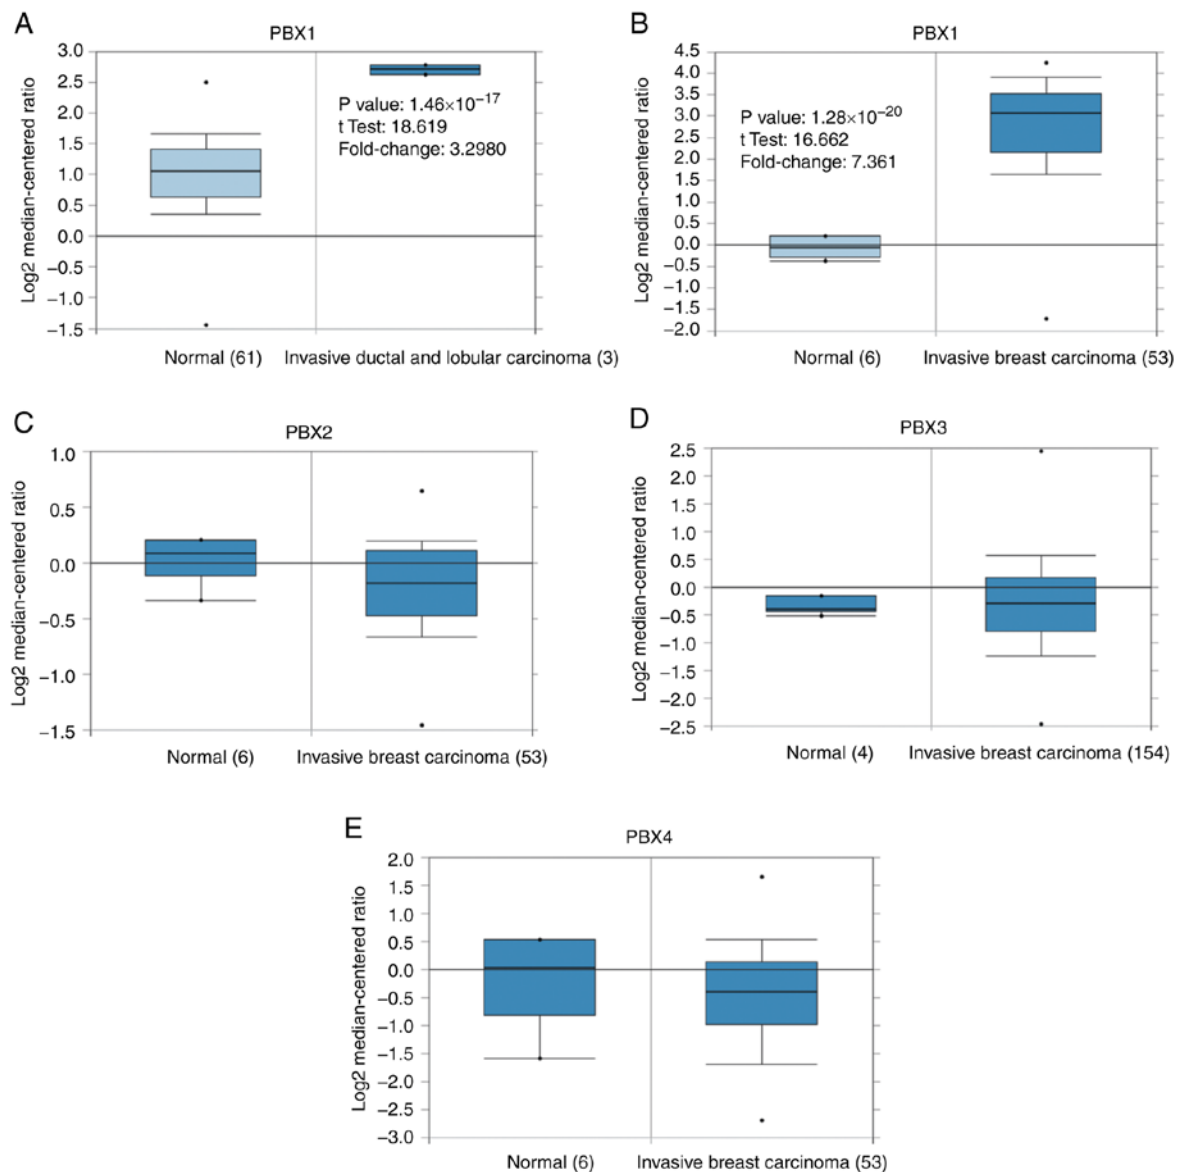 A
PBX1
Log2 median-centered ratio
3.0
2.5
2.0
1.5
1.0
0.5
0.0
−0.5
−1.0
−1.5
P value: 1.46×10−17
t Test: 18.619
Fold-change: 3.2980
Normal (61)
Invasive ductal and lobular carcinoma (3)
B
PBX1
Log2 median-centered ratio
4.5
4.0
3.5
3.0
2.5
2.0
1.5
1.0
0.5
0.0
−0.5
−1.0
−1.5
−2.0
P value: 1.28×10−20
t Test: 16.662
Fold-change: 7.361
Normal (6)
Invasive breast carcinoma (53)
C
PBX2
Log2 median-centered ratio
1.0
0.5
0.0
−0.5
−1.0
−1.5
Normal (6)
Invasive breast carcinoma (53)
D
PBX3
Log2 median-centered ratio
2.5
2.0
1.5
1.0
0.5
0.0
−0.5
−1.0
−1.5
−2.0
−2.5
Normal (4)
Invasive breast carcinoma (154)
E
PBX4
Log2 median-centered ratio
2.0
1.5
1.0
0.5
0.0
−0.5
−1.0
−1.5
−2.0
−2.5
−3.0
Normal (6)
Invasive breast carcinoma (53)